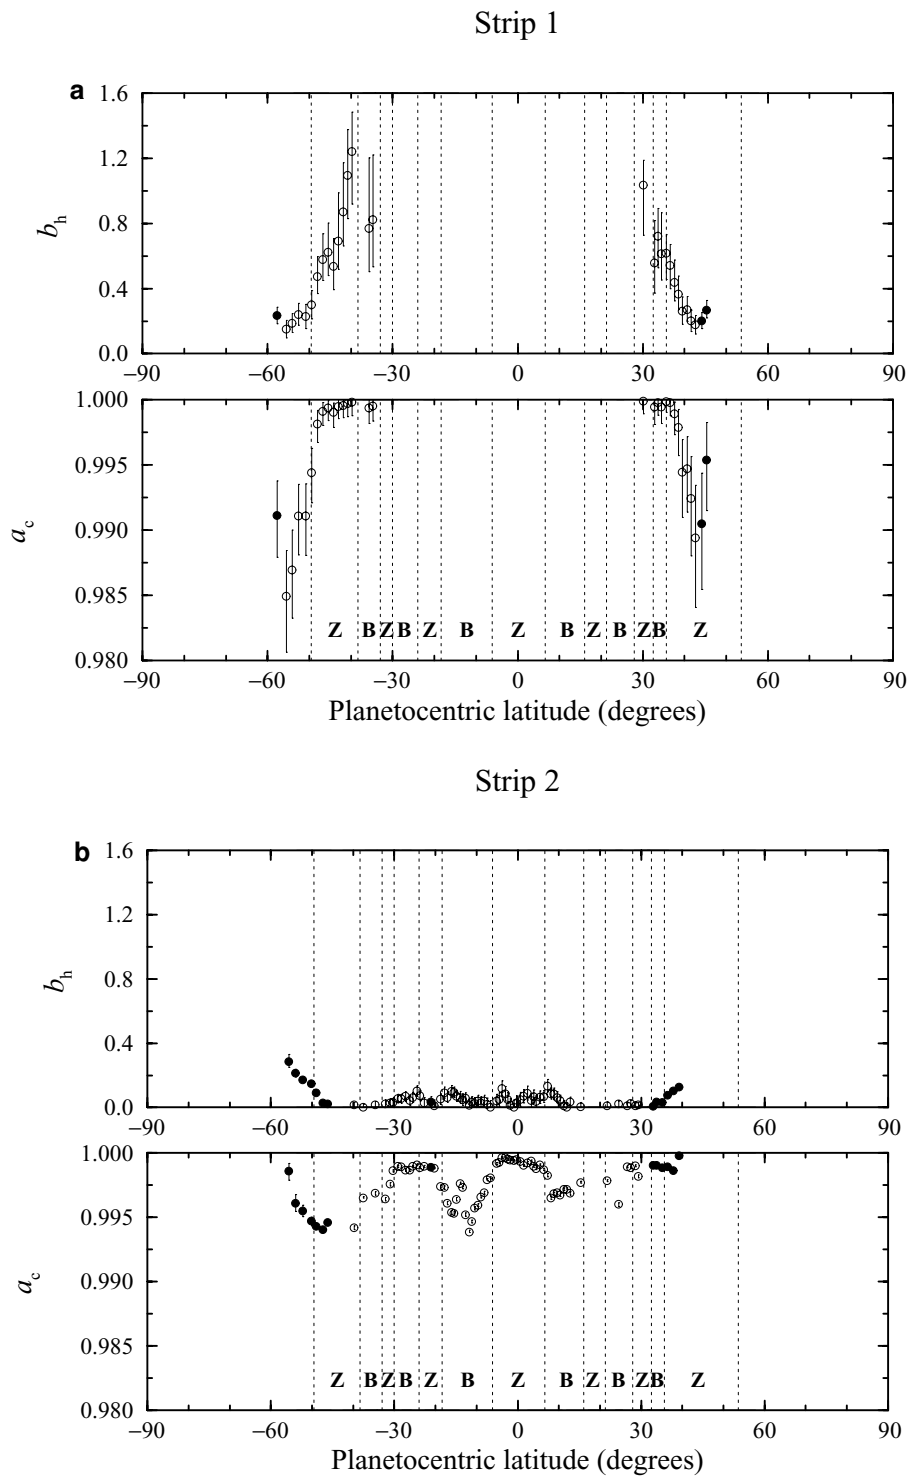 Strip 1
a
1.6
1.2
0.8
0.4
0.0
b_h
−90 −60 −30 0 30 60 90
1.000
0.995
0.990
0.985
0.980
a_c
Z B Z B Z B Z B Z B Z B Z
−90 −60 −30 0 30 60 90
Planetocentric latitude (degrees)
Strip 2
b
1.6
1.2
0.8
0.4
0.0
b_h
−90 −60 −30 0 30 60 90
1.000
0.995
0.990
0.985
0.980
a_c
Z B Z B Z B Z B Z B Z B Z
−90 −60 −30 0 30 60 90
Planetocentric latitude (degrees)